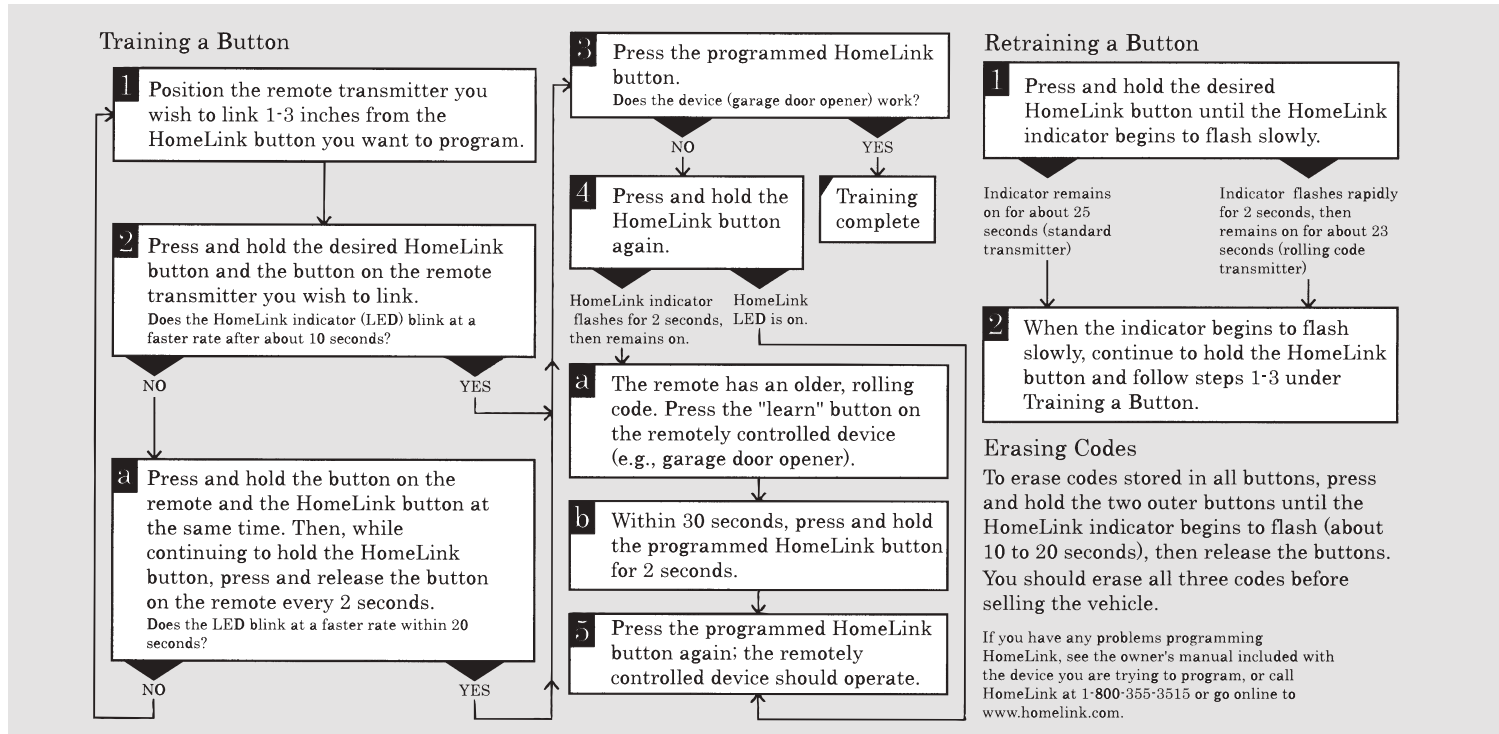 Training a Button
1
Position the remote transmitter you
wish to link 1-3 inches from the
HomeLink button you want to program.
2
Press and hold the desired HomeLink
button and the button on the remote
transmitter you wish to link.
Does the HomeLink indicator (LED) blink at a
faster rate after about 10 seconds?
NO
YES
a
Press and hold the button on the
remote and the HomeLink button at
the same time. Then, while
continuing to hold the HomeLink
button, press and release the button
on the remote every 2 seconds.
Does the LED blink at a faster rate within 20
seconds?
NO
YES
3
Press the programmed HomeLink
button.
Does the device (garage door opener) work?
NO
YES
4
Press and hold the
HomeLink button
again.
Training
complete
HomeLink indicator
flashes for 2 seconds,
then remains on.
HomeLink
LED is on.
a
The remote has an older, rolling
code. Press the "learn" button on
the remotely controlled device
(e.g., garage door opener).
b
Within 30 seconds, press and hold
the programmed HomeLink button
for 2 seconds.
5
Press the programmed HomeLink
button again; the remotely
controlled device should operate.
Retraining a Button
1
Press and hold the desired
HomeLink button until the HomeLink
indicator begins to flash slowly.
Indicator remains
on for about 25
seconds (standard
transmitter)
Indicator flashes rapidly
for 2 seconds, then
remains on for about 23
seconds (rolling code
transmitter)
2
When the indicator begins to flash
slowly, continue to hold the HomeLink
button and follow steps 1-3 under
Training a Button.
Erasing Codes
To erase codes stored in all buttons, press
and hold the two outer buttons until the
HomeLink indicator begins to flash (about
10 to 20 seconds), then release the buttons.
You should erase all three codes before
selling the vehicle.
If you have any problems programming
HomeLink, see the owner's manual included with
the device you are trying to program, or call
HomeLink at 1-800-355-3515 or go online to
www.homelink.com.